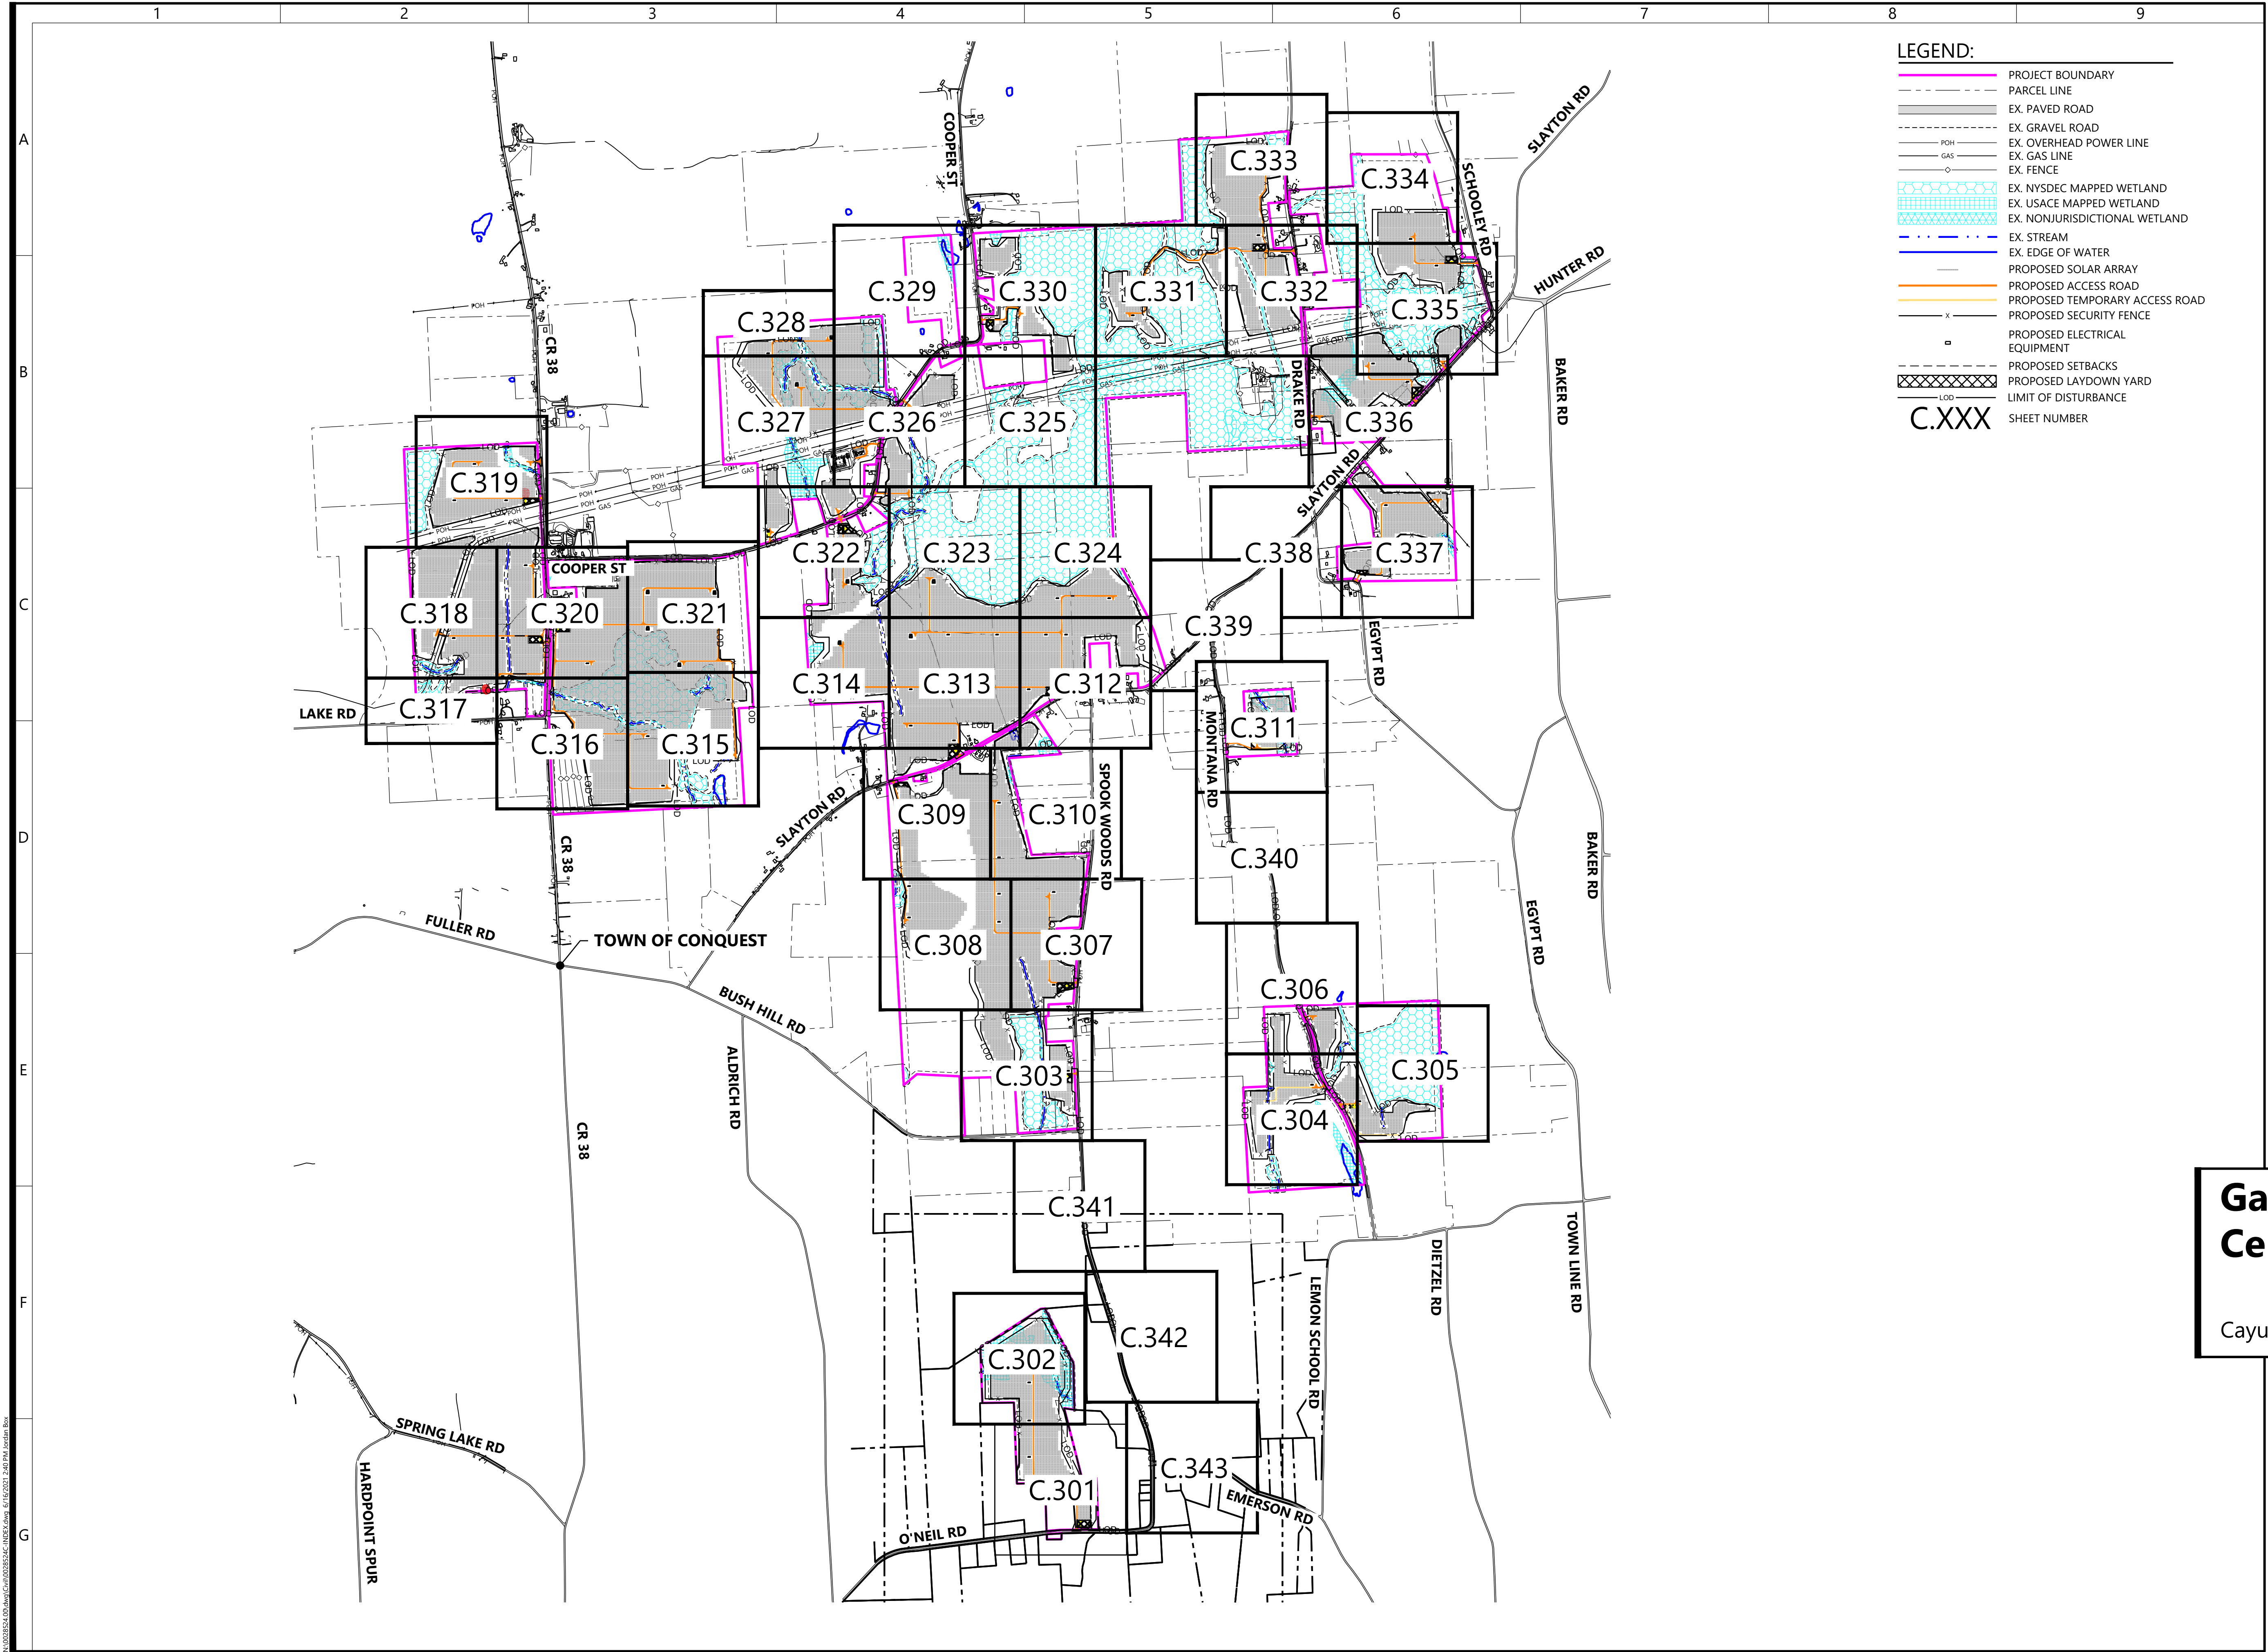 1 2 3 4 5 6 7 8 9
A
B
C
D
E
F
G
LEGEND:
PROJECT BOUNDARY
PARCEL LINE
EX. PAVED ROAD
EX. GRAVEL ROAD
POH EX. OVERHEAD POWER LINE
GAS EX. GAS LINE
EX. FENCE
EX. NYSDEC MAPPED WETLAND
EX. USACE MAPPED WETLAND
EX. NONJURISDICTIONAL WETLAND
EX. STREAM
EX. EDGE OF WATER
PROPOSED SOLAR ARRAY
PROPOSED ACCESS ROAD
PROPOSED TEMPORARY ACCESS ROAD
X PROPOSED SECURITY FENCE
PROPOSED ELECTRICAL
EQUIPMENT
PROPOSED SETBACKS
PROPOSED LAYDOWN YARD
LOD LIMIT OF DISTURBANCE
C.XXX SHEET NUMBER
SLAYTON RD
COOPER ST
C.333
C.334
SCHOOLEY RD
HUNTER RD
C.329
C.330
C.331
C.332
C.335
C.328
CR 38
BAKER RD
DRAKE RD
C.327
C.326
C.325
C.336
C.319
SLAYTON RD
C.322
C.323
C.324
C.338
C.337
COOPER ST
C.318
C.320
C.321
C.339
EGYPT RD
C.314
C.313
C.312
C.317
LAKE RD
C.316
C.315
MONTANA RD
C.311
SPOOK WOODS RD
SLAYTON RD
C.309
C.310
CR 38
C.340
BAKER RD
FULLER RD
TOWN OF CONQUEST
C.308
C.307
EGYPT RD
C.306
BUSH HILL RD
ALDRICH RD
C.303
C.305
C.304
CR 38
C.341
LEMON SCHOOL RD
DIETZEL RD
TOWN LINE RD
C.342
C.302
SPRING LAKE RD
HARDPOINT SPUR
C.301
C.343
EMERSON RD
O'NEIL RD
Ga
Ce
Cayu